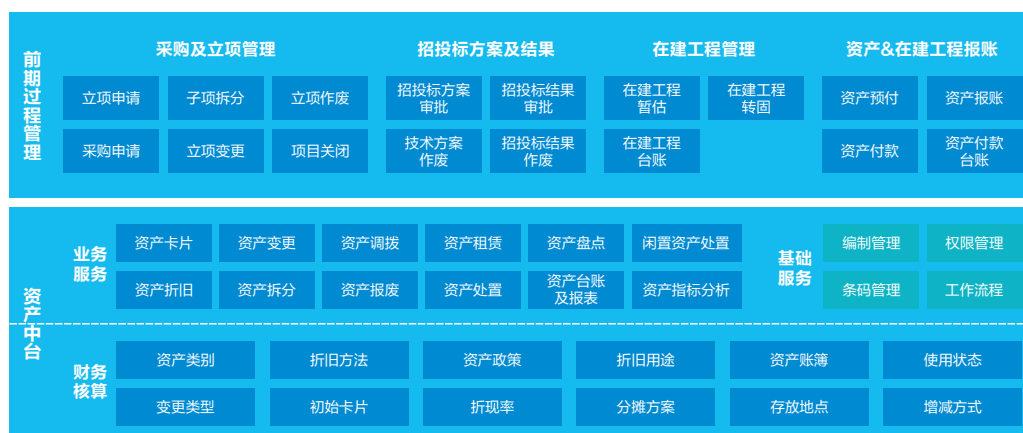 前期过程管理
采购及立项管理
招投标方案及结果
在建工程管理
资产&在建工程报账
立项申请
子项拆分
立项作废
采购申请
立项变更
项目关闭
招投标方案
审批
招投标结果
审批
技术方案
作废
招投标结果
作废
在建工程
暂估
在建工程
转固
在建工程
台账
资产预付
资产报账
资产付款
资产付款
台账
资产中台
业务
服务
资产卡片
资产变更
资产调拨
资产租赁
资产盘点
闲置资产处置
资产折旧
资产拆分
资产报废
资产处置
资产台账
及报表
资产指标分析
基础
服务
编制管理
权限管理
条码管理
工作流程
财务
核算
资产类别
折旧方法
资产政策
折旧用途
资产账簿
使用状态
变更类型
初始卡片
折现率
分摊方案
存放地点
增减方式